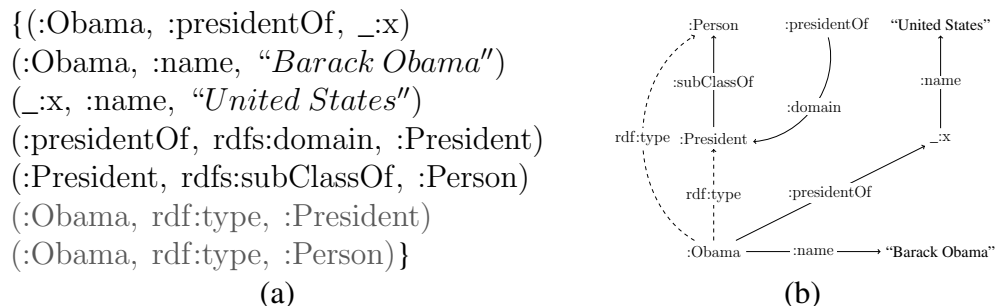 {(:Obama, :presidentOf, _:x)
(:Obama, :name, “Barack Obama”)
(_:x, :name, “United States”)
(:presidentOf, rdfs:domain, :President)
(:President, rdfs:subClassOf, :Person)
(:Obama, rdf:type, :President)
(:Obama, rdf:type, :Person)}
(a)
:Person :presidentOf “United States”
:subClassOf :name
:domain
rdf:type :President _:x
rdf:type :presidentOf
:Obama :name “Barack Obama”
(b)